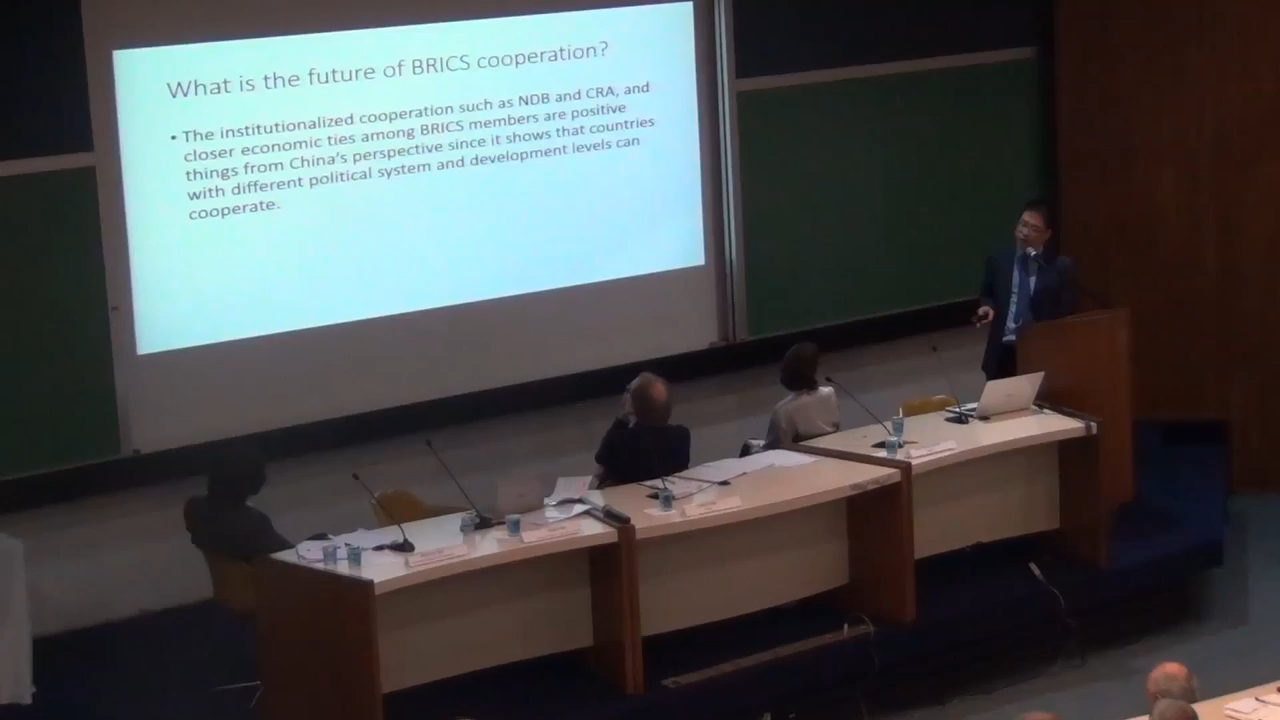 What is the future of BRICS cooperation?
• The institutionalized cooperation such as NDB and CRA, and
closer economic ties among BRICS members are positive
things from China's perspective since it shows that countries
with different political system and development levels can
cooperate.